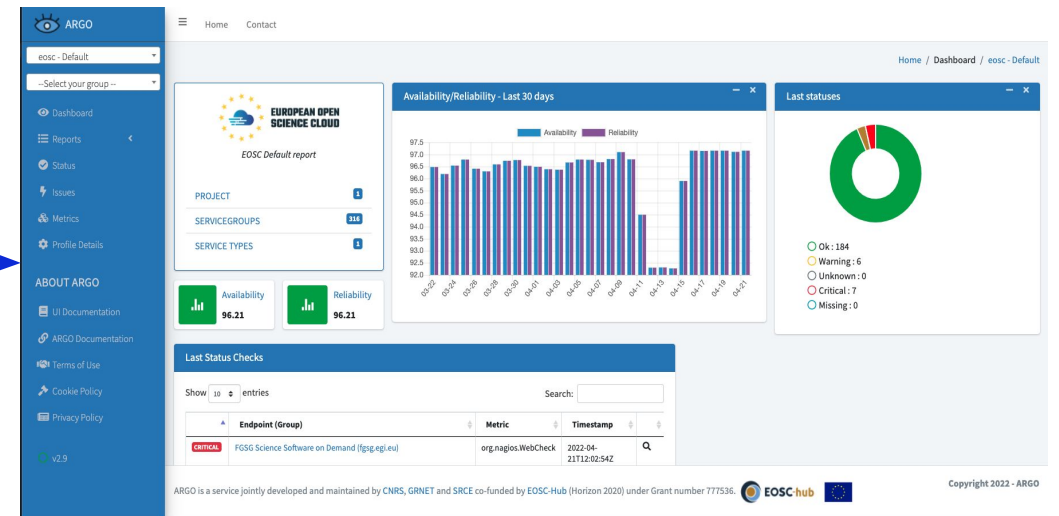 ARGO
Home Contact
eosc - Default
--Select your group --
Dashboard
Reports
Status
Issues
Metrics
Profile Details
ABOUT ARGO
UI Documentation
ARGO Documentation
Terms of Use
Cookie Policy
Privacy Policy
v2.9
Home / Dashboard / eosc - Default
EUROPEAN OPEN
SCIENCE CLOUD
EOSC Default report
PROJECT 1
SERVICEGROUPS 316
SERVICE TYPES 1
Availability
96.21
Reliability
96.21
Availability/Reliability - Last 30 days
Availability Reliability
97.5
97.0
96.5
96.0
95.5
95.0
94.5
94.0
93.5
93.0
92.5
92.0
03-22 03-24 03-26 03-28 03-30 04-01 04-03 04-05 04-07 04-09 04-11 04-13 04-15 04-17 04-19 04-21
Last statuses
Ok : 184
Warning : 6
Unknown : 0
Critical : 7
Missing : 0
Last Status Checks
Show 10 entries Search:
Endpoint (Group) Metric Timestamp
CRITICAL FGSG Science Software on Demand (fgsg.egi.eu) org.nagios.WebCheck 2022-04-
21T12:02:54Z
ARGO is a service jointly developed and maintained by CNRS, GRNET and SRCE co-funded by EOSC-Hub (Horizon 2020) under Grant number 777536. EOSC-hub
Copyright 2022 - ARGO